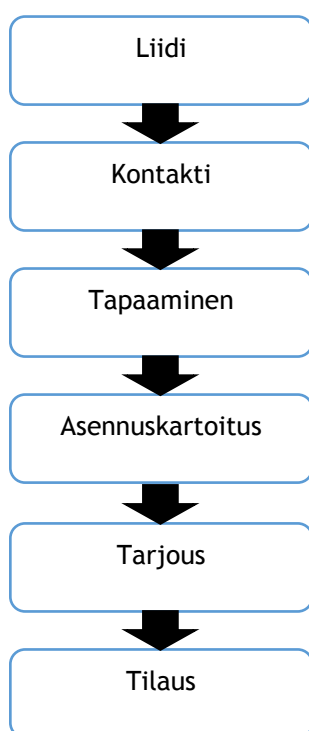 Liidi
Kontakti
Tapaaminen
Asennuskartoitus
Tarjous
Tilaus